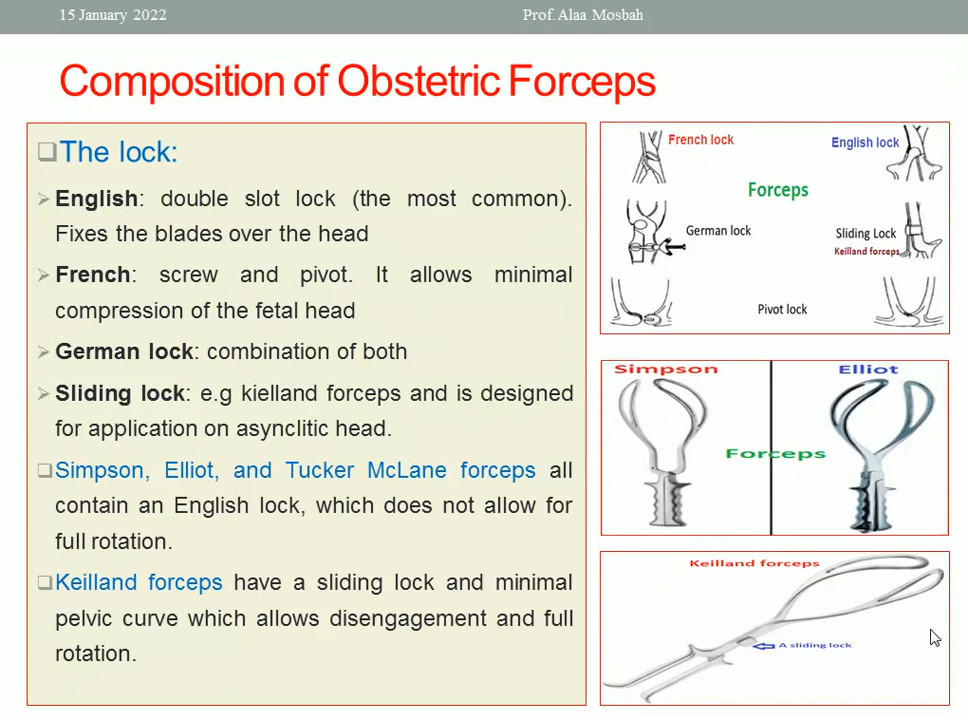 15 January 2022
Prof. Alaa Mosbah
Composition of Obstetric Forceps
The lock:
English: double slot lock (the most common).
Fixes the blades over the head
French: screw and pivot. It allows minimal
compression of the fetal head
German lock: combination of both
Sliding lock: e.g kielland forceps and is designed
for application on asynclitic head.
Simpson, Elliot, and Tucker McLane forceps all
contain an English lock, which does not allow for
full rotation.
Keilland forceps have a sliding lock and minimal
pelvic curve which allows disengagement and full
rotation.
French lock
English lock
Forceps
German lock
Sliding Lock
Keilland forceps
Pivot lock
Simpson
Elliot
Forceps
Keilland forceps
A sliding lock